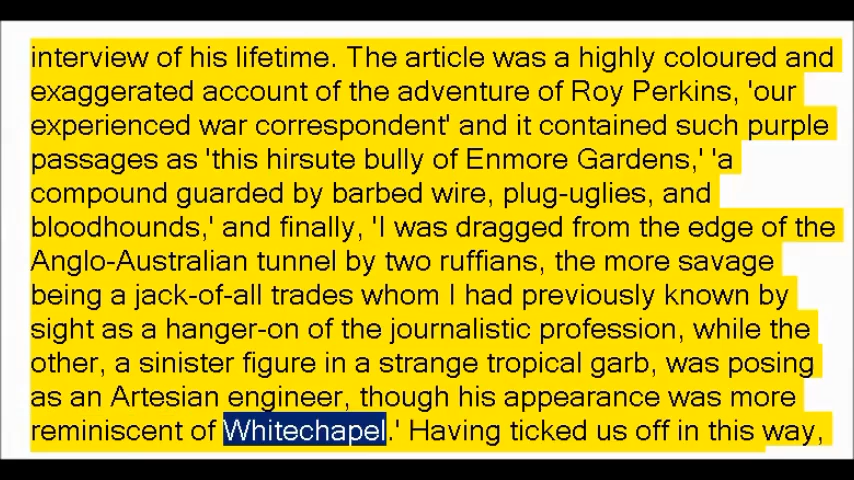 interview of his lifetime. The article was a highly coloured and
exaggerated account of the adventure of Roy Perkins, 'our
experienced war correspondent' and it contained such purple
passages as 'this hirsute bully of Enmore Gardens,' 'a
compound guarded by barbed wire, plug-uglies, and
bloodhounds,' and finally, 'I was dragged from the edge of the
Anglo-Australian tunnel by two ruffians, the more savage
being a jack-of-all trades whom I had previously known by
sight as a hanger-on of the journalistic profession, while the
other, a sinister figure in a strange tropical garb, was posing
as an Artesian engineer, though his appearance was more
reminiscent of Whitechapel.' Having ticked us off in this way,